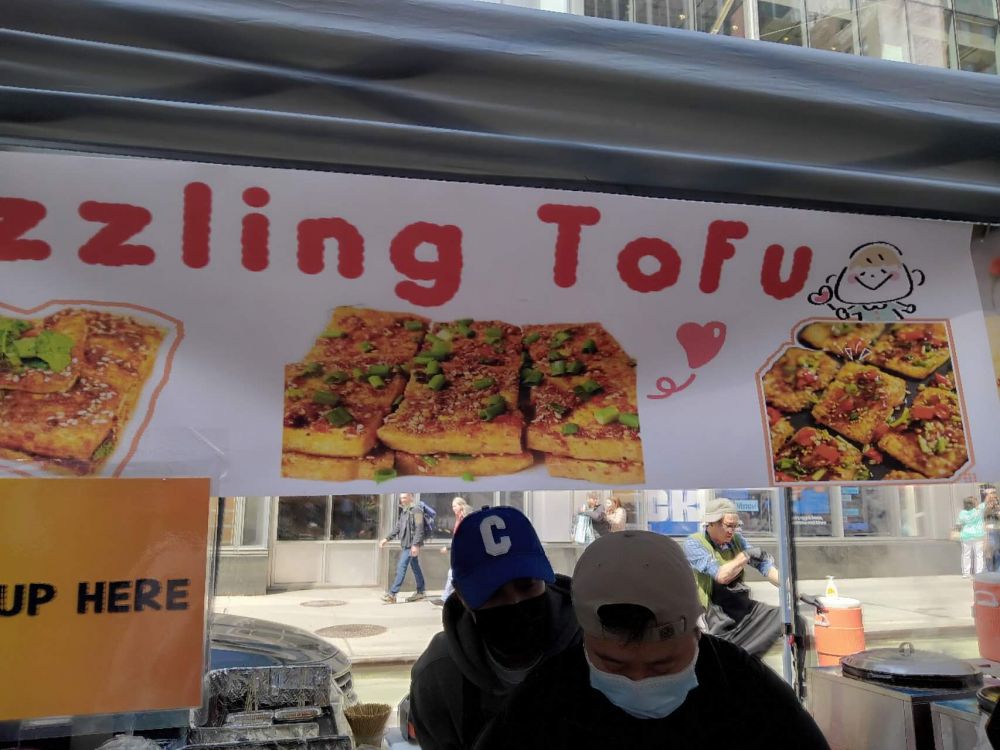 zzling Tofu
UP HERE
C